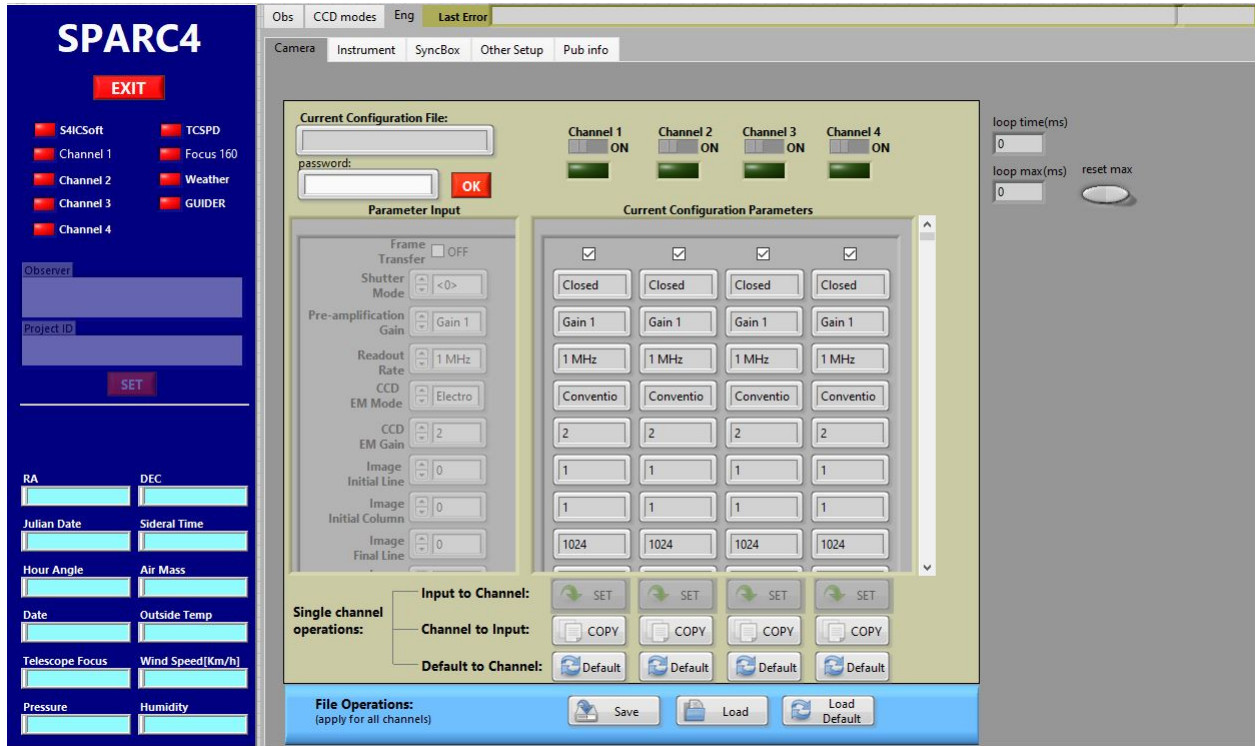 SPARC4
EXIT
S4ICSoft
TCSPD
Channel 1
Focus 160
Channel 2
Weather
Channel 3
GUIDER
Channel 4
Observer
Project ID
SET
RA
DEC
Julian Date
Sideral Time
Hour Angle
Air Mass
Date
Outside Temp
Telescope Focus
Wind Speed[Km/h]
Pressure
Humidity
Obs
CCD modes
Eng
Last Error
Camera
Instrument
SyncBox
Other Setup
Pub info
Current Configuration File:
password:
OK
Channel 1
Channel 2
Channel 3
Channel 4
ON
ON
ON
ON
loop time(ms)
0
loop max(ms)
reset max
0
Parameter Input
Current Configuration Parameters
Frame
Transfer
OFF
Shutter
Mode
<0>
Closed
Closed
Closed
Closed
Pre-amplification
Gain
Gain 1
Gain 1
Gain 1
Gain 1
Gain 1
Readout
Rate
1 MHz
1 MHz
1 MHz
1 MHz
1 MHz
CCD
EM Mode
Electro
Conventio
Conventio
Conventio
Conventio
CCD
EM Gain
2
2
2
2
2
Image
Initial Line
0
1
1
1
1
Image
Initial Column
0
1
1
1
1
Image
Final Line
0
1024
1024
1024
1024
Single channel
operations:
Input to Channel:
SET
SET
SET
SET
Channel to Input:
COPY
COPY
COPY
COPY
Default to Channel:
Default
Default
Default
Default
File Operations:
(apply for all channels)
Save
Load
Load
Default